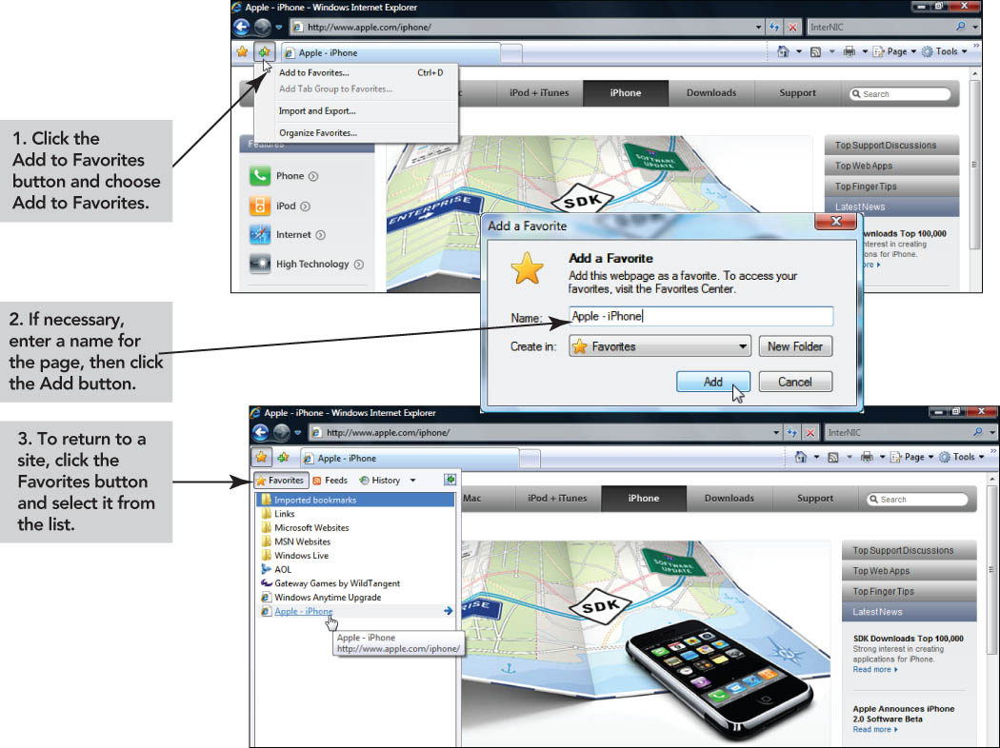 Apple - iPhone - Windows Internet Explorer
http://www.apple.com/iphone/
InterNIC
Apple - iPhone
Page
Tools
Add to Favorites... Ctrl+D
Add Tab Group to Favorites...
Import and Export...
Organize Favorites...
iPod + iTunes
iPhone
Downloads
Support
Search
1. Click the
Add to Favorites
button and choose
Add to Favorites.
Features
Phone
iPod
Internet
High Technology
ENTERPRISE
SDK
SOFTWARE
UPDATE
Top Support Discussions
Top Web Apps
Top Finger Tips
Latest News
wnloads Top 100,000
nterest in creating
ons for iPhone.
ore
2. If necessary,
enter a name for
the page, then click
the Add button.
Add a Favorite
Add a Favorite
Add this webpage as a favorite. To access your
favorites, visit the Favorites Center.
Name: Apple - iPhone
Create in: Favorites New Folder
Add Cancel
3. To return to a
site, click the
Favorites button
and select it from
the list.
Apple - iPhone - Windows Internet Explorer
http://www.apple.com/iphone/
InterNIC
Apple - iPhone
Page
Tools
Favorites Feeds History
Imported bookmarks
Links
Microsoft Websites
MSN Websites
Windows Live
AOL
Gateway Games by WildTangent
Windows Anytime Upgrade
Apple - iPhone
Apple - iPhone
http://www.apple.com/iphone/
Mac
iPod + iTunes
iPhone
Downloads
Support
Search
RISE
SDK
SOFTWARE
UPDATE
Top Support Discussions
Top Web Apps
Top Finger Tips
Latest News
SDK Downloads Top 100,000
Strong interest in creating
applications for iPhone.
Read more
Apple Announces iPhone
2.0 Software Beta
Read more